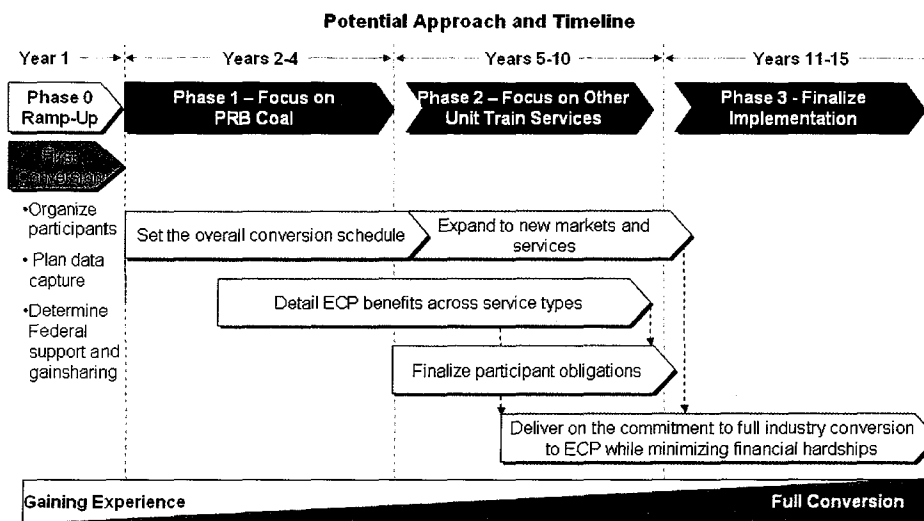 Potential Approach and Timeline
Year 1
Years 2-4
Years 5-10
Years 11-15
Phase 0
Ramp-Up
Phase 1 – Focus on
PRB Coal
Phase 2 – Focus on Other
Unit Train Services
Phase 3 - Finalize
Implementation
First
Conversion
•Organize
participants
• Plan data
capture
•Determine
Federal
support and
gainsharing
Set the overall conversion schedule
Expand to new markets and
services
Detail ECP benefits across service types
Finalize participant obligations
Deliver on the commitment to full industry conversion
to ECP while minimizing financial hardships
Gaining Experience
Full Conversion